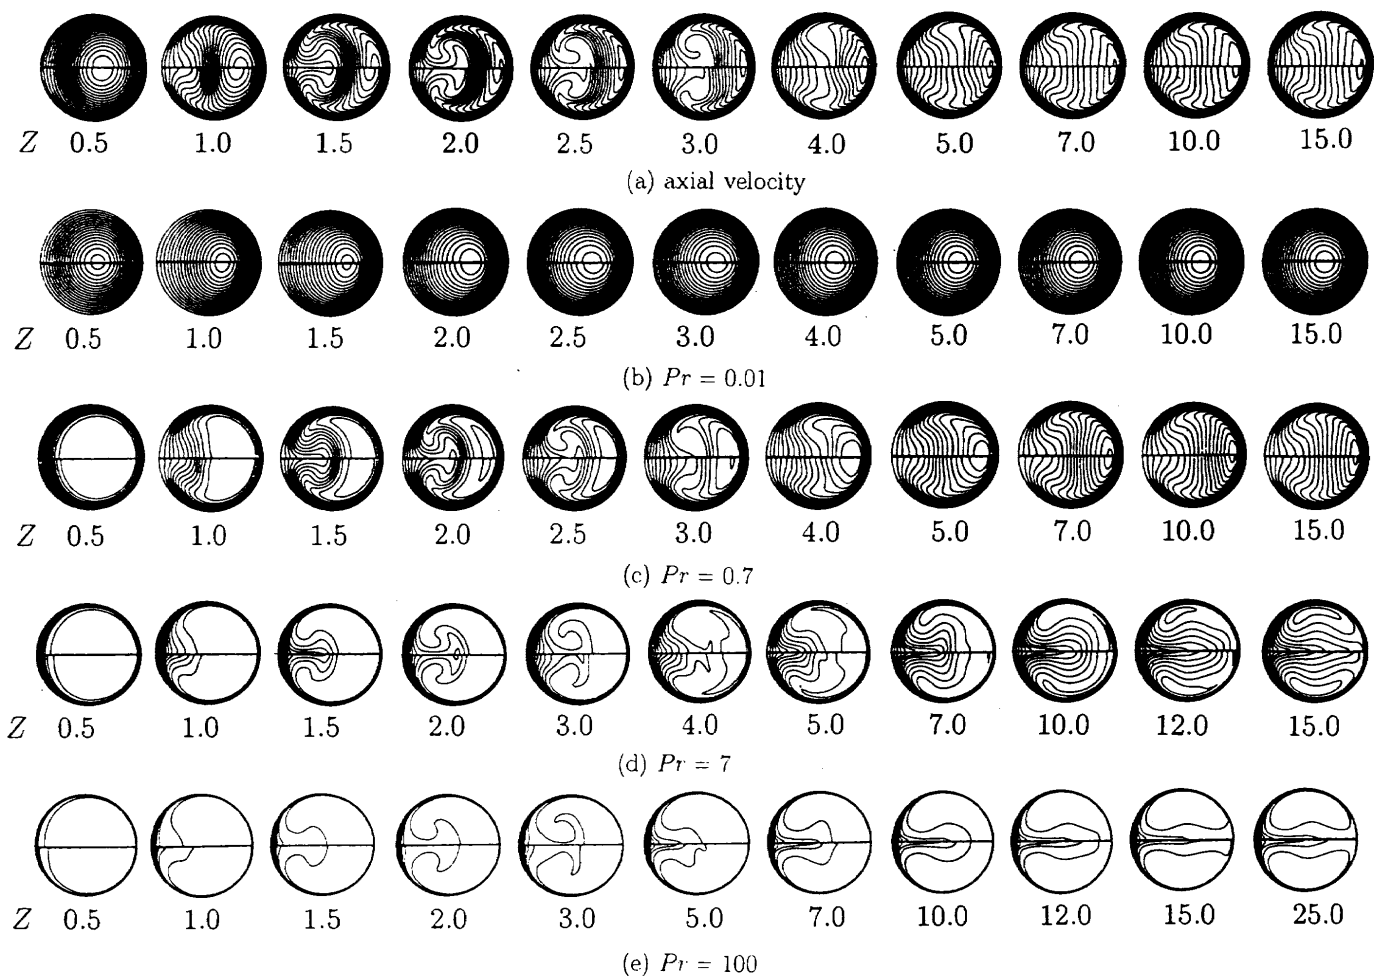 Z 0.5 1.0 1.5 2.0 2.5 3.0 4.0 5.0 7.0 10.0 15.0
(a) axial velocity
Z 0.5 1.0 1.5 2.0 2.5 3.0 4.0 5.0 7.0 10.0 15.0
(b) Pr = 0.01
Z 0.5 1.0 1.5 2.0 2.5 3.0 4.0 5.0 7.0 10.0 15.0
(c) Pr = 0.7
Z 0.5 1.0 1.5 2.0 3.0 4.0 5.0 7.0 10.0 12.0 15.0
(d) Pr = 7
Z 0.5 1.0 1.5 2.0 3.0 5.0 7.0 10.0 12.0 15.0 25.0
(e) Pr = 100